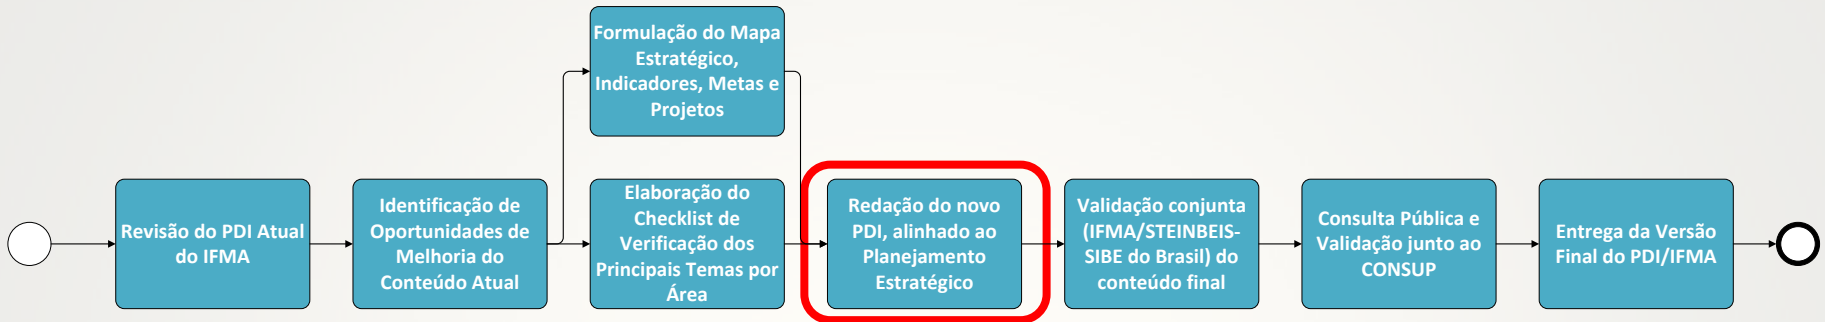 Formulação do Mapa
Estratégico,
Indicadores, Metas e
Projetos
Revisão do PDI Atual
do IFMA
Identificação de
Oportunidades de
Melhoria do
Conteúdo Atual
Elaboração do
Checklist de
Verificação dos
Principais Temas por
Área
Redação do novo
PDI, alinhado ao
Planejamento
Estratégico
Validação conjunta
(IFMA/STEINBEIS-
SIBE do Brasil) do
conteúdo final
Consulta Pública e
Validação junto ao
CONSUP
Entrega da Versão
Final do PDI/IFMA